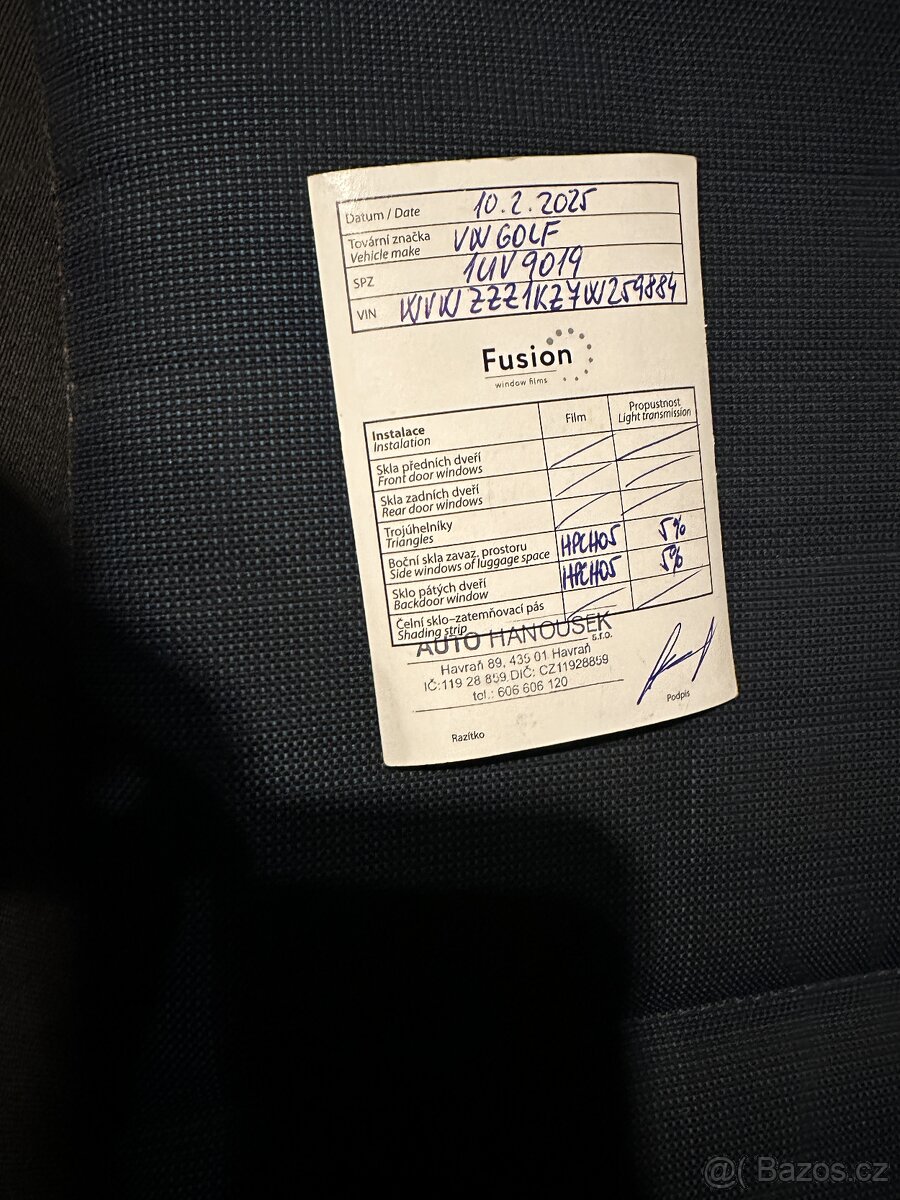 Datum / Date 10.2.2025
Tovární značka VW GOLF
Vehicle make
SPZ 1UV 9019
VIN WVWZZZ1KZ7W259884
Fusion
window films
Instalace Film Propustnost
Instalation Light transmission
Skla předních dveří
Front door windows
Skla zadních dveří
Rear door windows
Trojúhelníky
Triangles
Boční skla zavaz. prostoru HPCH05 5%
Side windows of luggage space
Sklo pátých dveří HPCH05 5%
Backdoor window
Čelní sklo–zatemňovací pás
Shading strip
AUTO HANOUSEK s.r.o.
Havraň 89, 435 01 Havraň
IČ:119 28 859 DIČ: CZ11928859
tel.: 606 606 120
Razítko Podpis
@( Bazos.cz